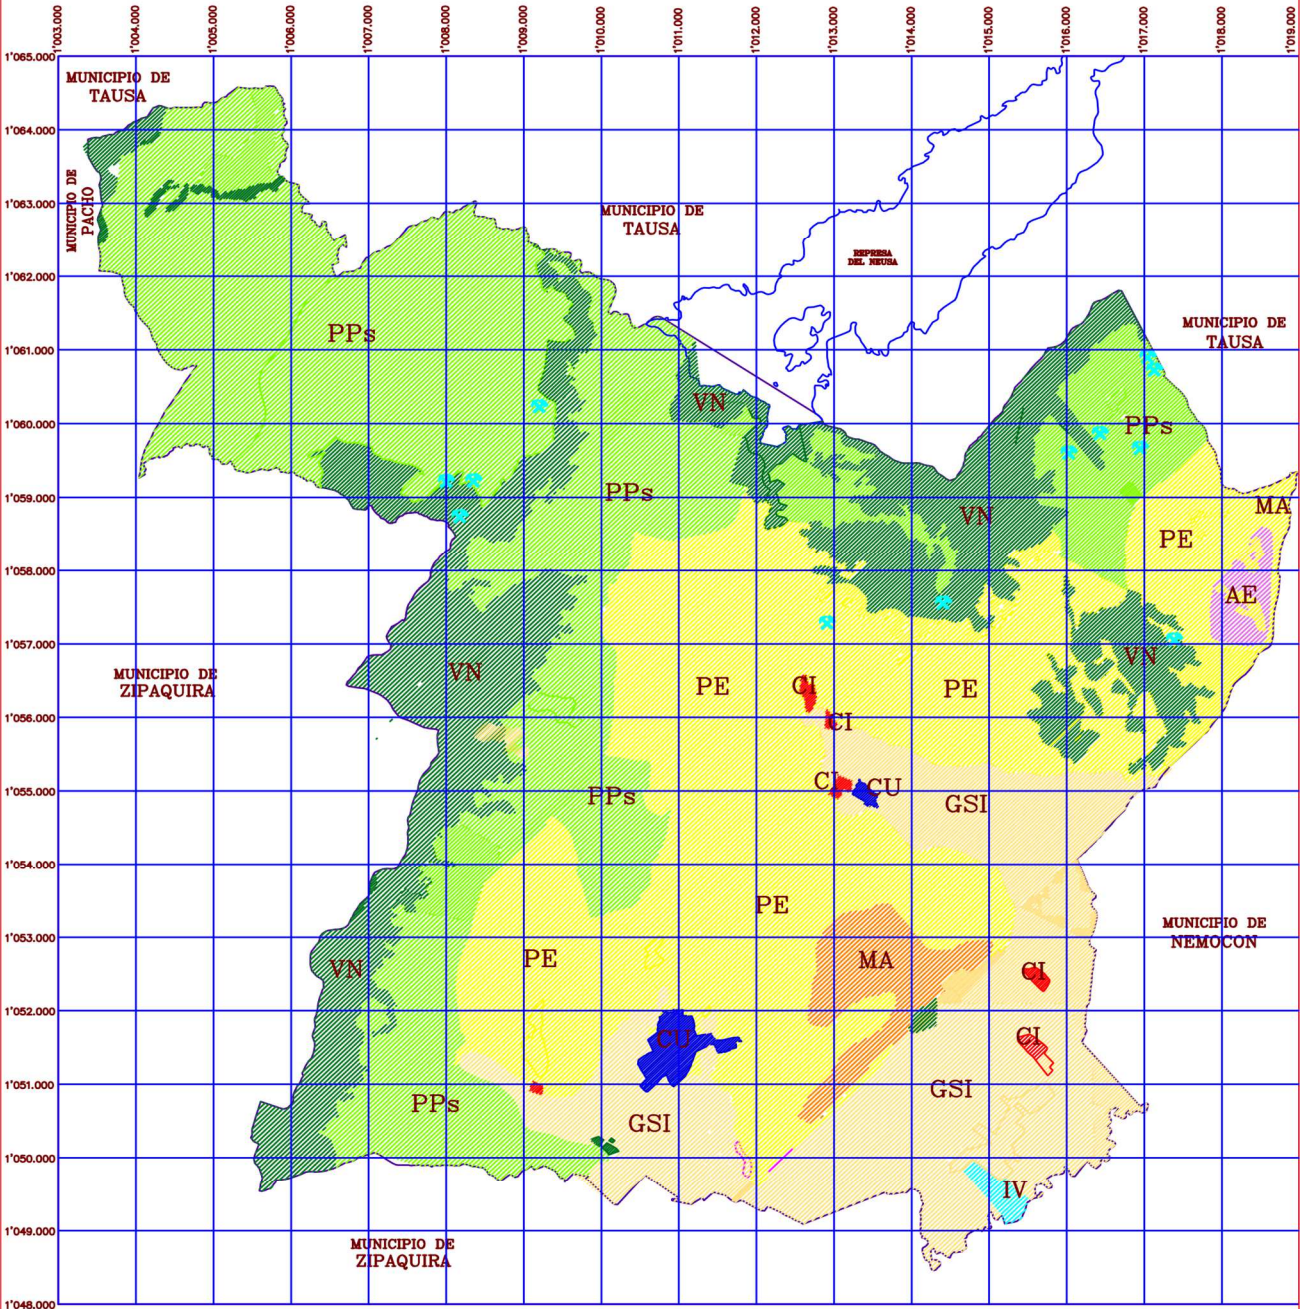 1'003.000
1'004.000
1'005.000
1'006.000
1'007.000
1'008.000
1'009.000
1'010.000
1'011.000
1'012.000
1'013.000
1'014.000
1'015.000
1'016.000
1'017.000
1'018.000
1'019.000
1'065.000
MUNICIPIO DE
TAUSA
1'064.000
MUNICIPIO DE
PACHO
1'063.000
MUNICIPIO DE
TAUSA
REPRESA
DEL NEUSA
1'062.000
PPs
MUNICIPIO DE
TAUSA
1'061.000
VN
PPs
1'060.000
PPs
MA
1'059.000
VN
PE
1'058.000
AE
1'057.000
VN
MUNICIPIO DE
ZIPAQUIRA
VN
PE
CI
PE
1'056.000
CI
CI
CU
1'055.000
PPs
GSI
1'054.000
PE
1'053.000
MUNICIPIO DE
NEMOCON
PE
MA
VN
CI
1'052.000
CU
CI
1'051.000
PPs
GSI
GSI
1'050.000
IV
1'049.000
MUNICIPIO DE
ZIPAQUIRA
1'048.000